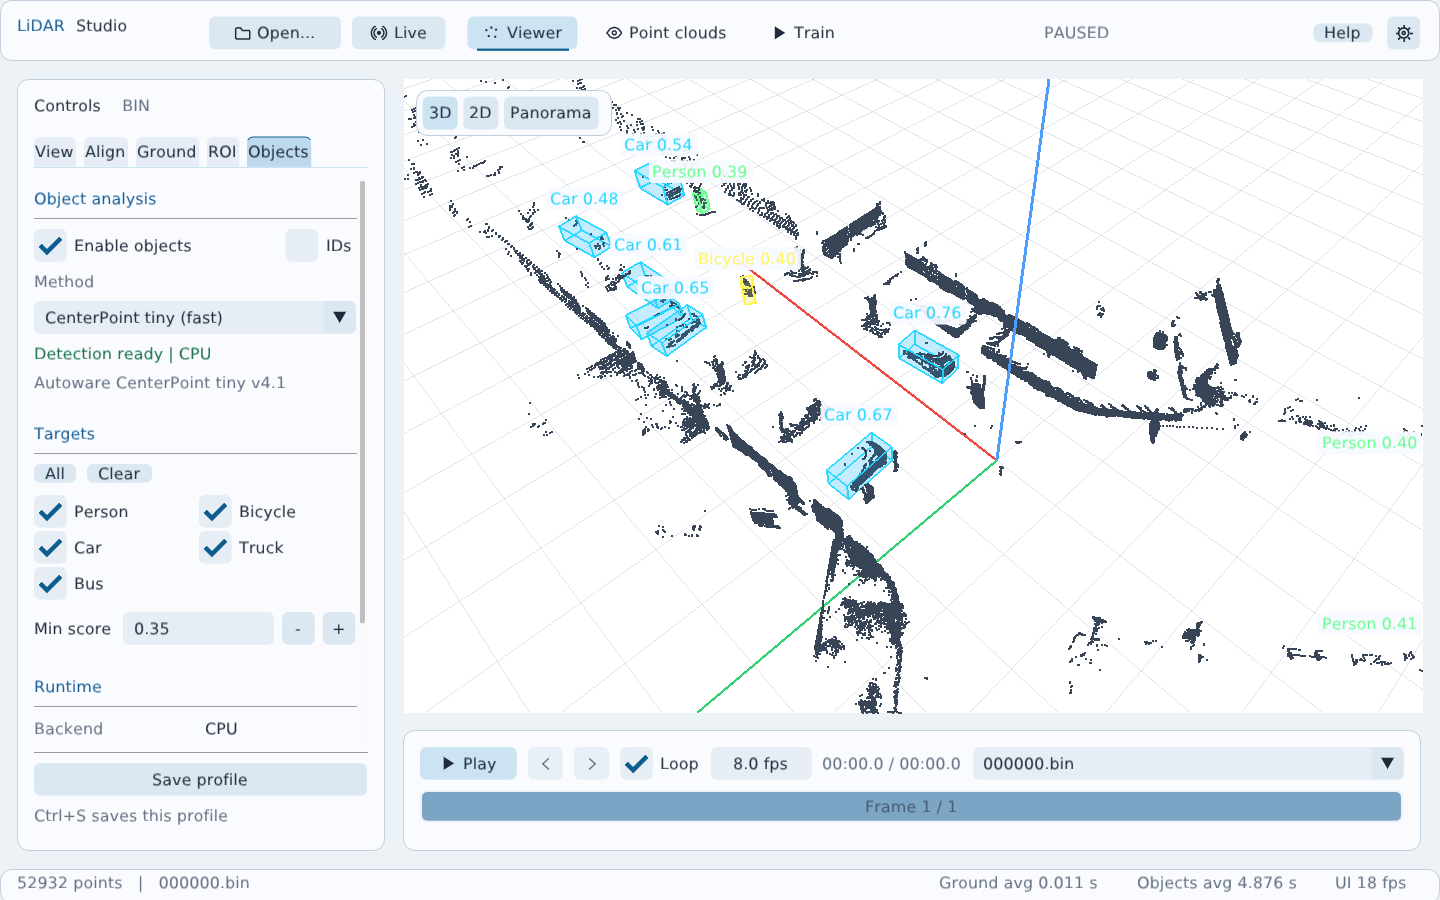 LiDAR Studio
Open...
Live
Viewer
Point clouds
Train
PAUSED
Help
Controls BIN
View Align Ground ROI Objects
Object analysis
Enable objects
IDs
Method
CenterPoint tiny (fast)
Detection ready | CPU
Autoware CenterPoint tiny v4.1
Targets
All
Clear
Person
Bicycle
Car
Truck
Bus
Min score
0.35
-
+
Runtime
Backend
CPU
Save profile
Ctrl+S saves this profile
3D
2D
Panorama
Car 0.54
Person 0.39
Car 0.48
Car 0.61
Bicycle 0.40
Car 0.65
Car 0.76
Car 0.67
Person 0.40
Person 0.41
Play
<
>
Loop
8.0 fps
00:00.0 / 00:00.0
000000.bin
Frame 1 / 1
52932 points | 000000.bin
Ground avg 0.011 s
Objects avg 4.876 s
UI 18 fps